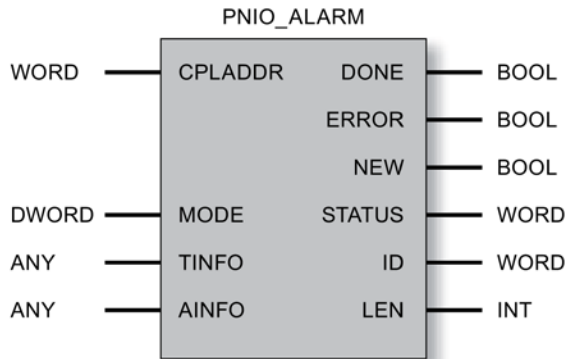 PNIO_ALARM
WORD CPLADDR DONE BOOL
ERROR BOOL
NEW BOOL
DWORD MODE STATUS WORD
ANY TINFO ID WORD
ANY AINFO LEN INT